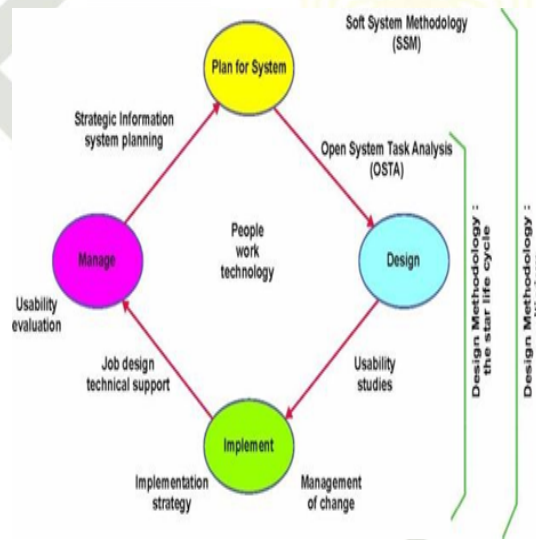 Soft System Methodology
(SSM)
Plan for System
Strategic Information
system planning
Open System Task Analysis
(OSTA)
People
work
technology
Manage
Design
Usability
evaluation
Job design
technical support
Usability
studies
Implement
Implementation
strategy
Management
of change
Design Methodology :
the star life cycle
Design Methodology :